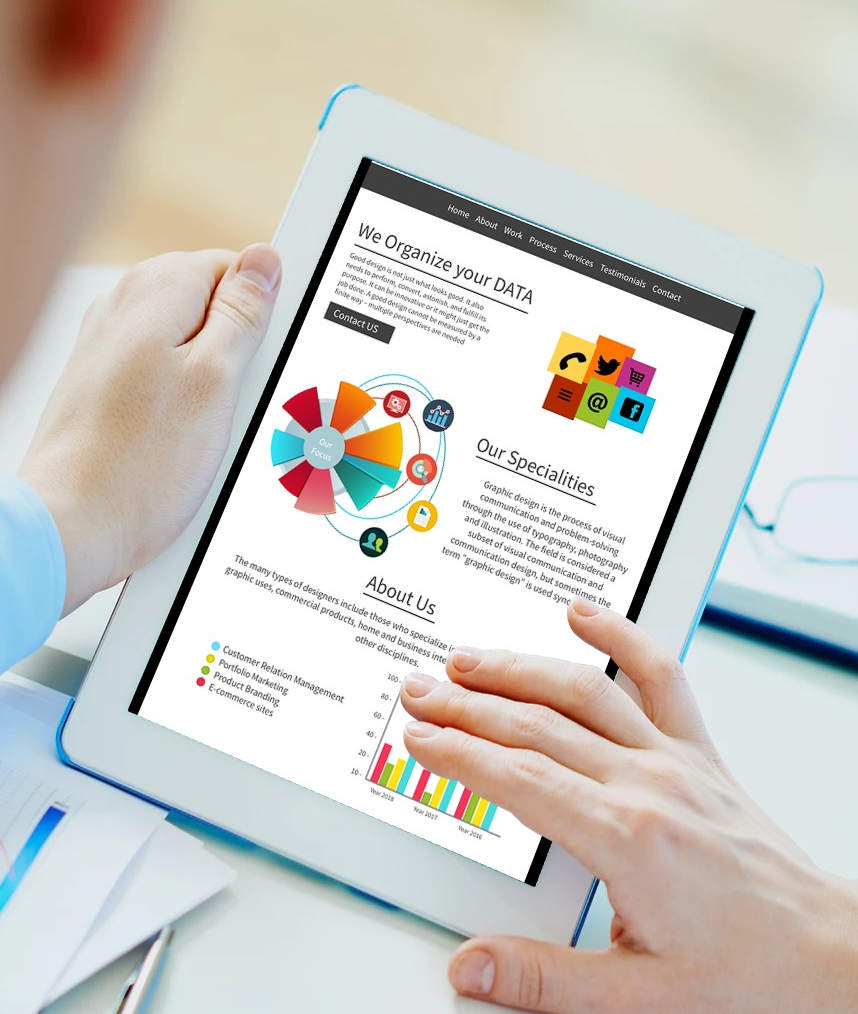 Home About Work Process Services Testimonials Contact
We Organize your DATA
Good design is not just what looks good. It also
needs to perform, convert, astonish, and fulfill its
purpose. It can be innovative or it might just get the
job done. A good design cannot be measured by a
finite way – multiple perspectives are needed
Contact US
@
Our
Focus
Our Specialities
Graphic design is the process of visual
communication and problem-solving
through the use of typography, photography
and illustration. The field is considered a
subset of visual communication and
communication design, but sometimes the
term "graphic design" is used
About Us
The many types of designers include those who specialize
graphic uses, commercial products, home and business
other disciplines.
Customer Relation Management
Portfolio Marketing
Product Branding
E-commerce sites
100
80
60
40
20
10
Year 2018
Year 2017
Year 2016